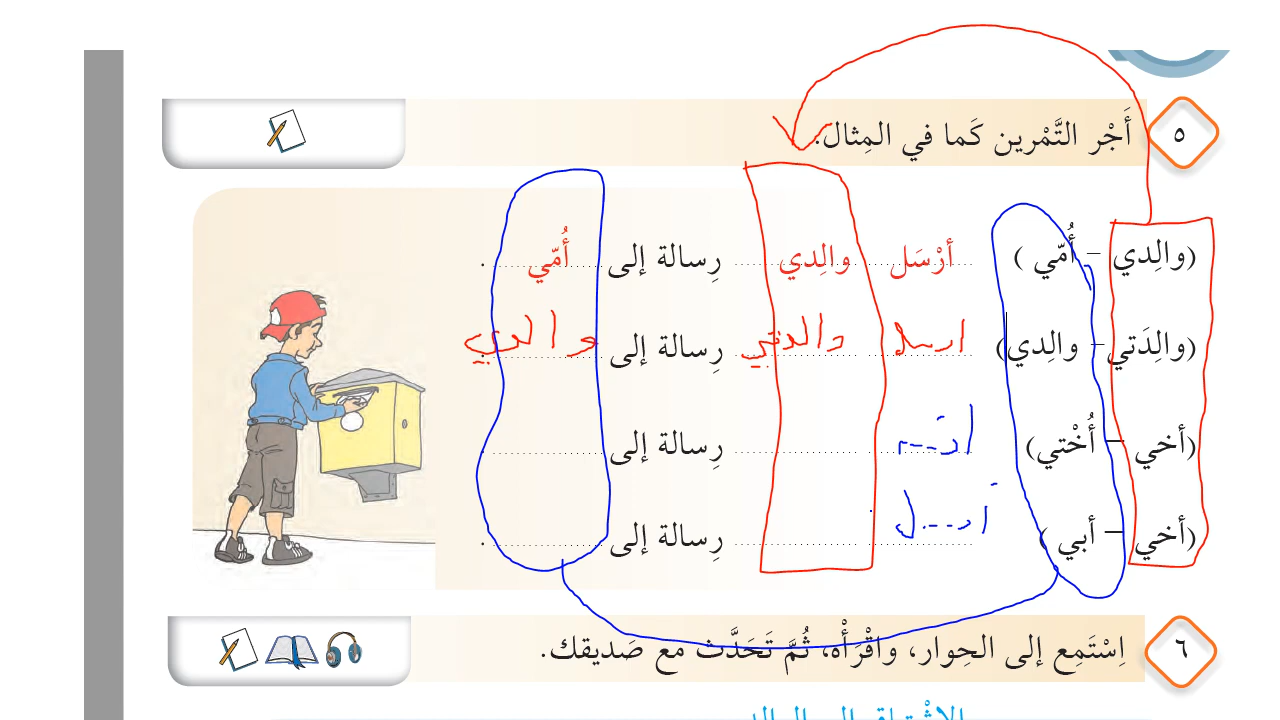 ٥ أَجْرِ التَّمْرين كَما في المِثال.
(والِدي – أُمّي) أرْسَل والِدي رِسالة إلى أُمّي.
(والِدَتي – والِدي) ارسل والدتي رِسالة إلى والدي
(أخي – أُخْتي) رِسالة إلى .
(أخي – أبي) رِسالة إلى .
٦ اِسْتَمِع إلى الحِوار، واقْرَأْه، ثُمَّ تَحَدَّث مع صَديقك.